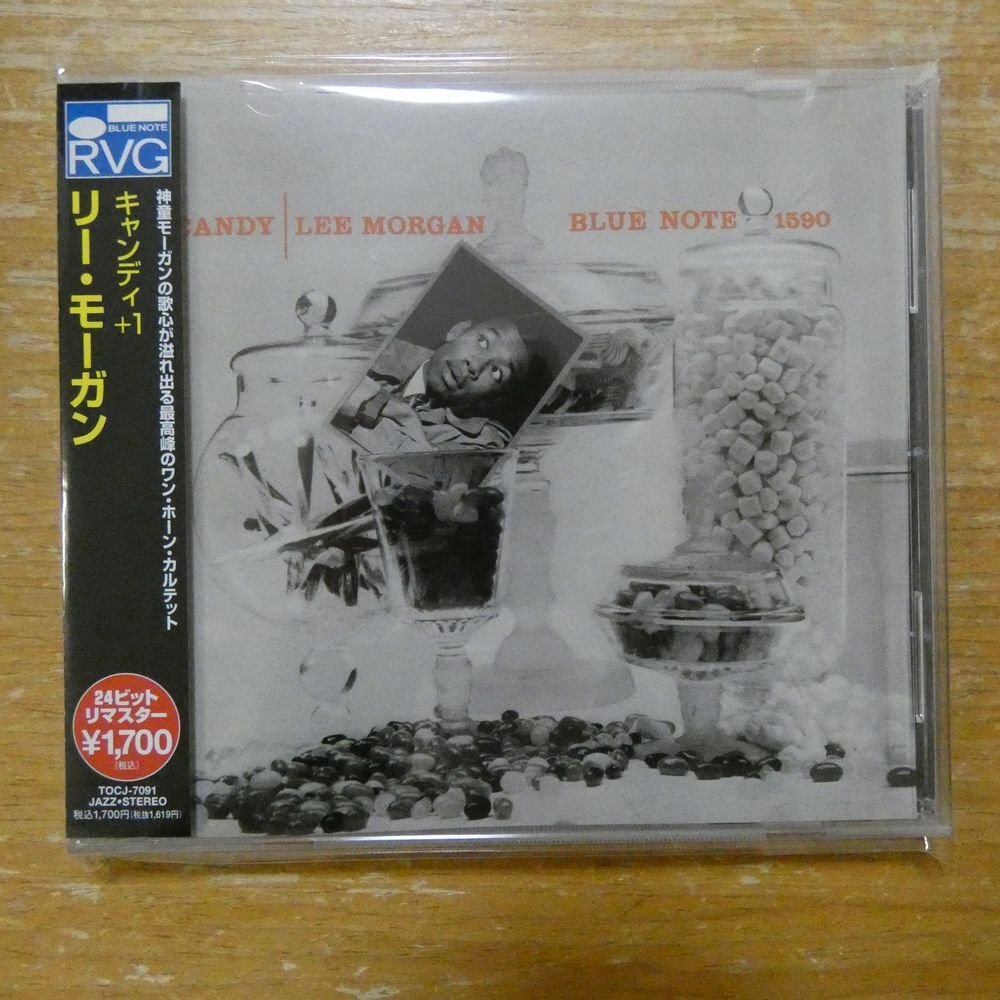 BLUE NOTE
RVG
神童モーガンの歌心が溢れ出る最高峰のワン・ホーン・カルテット
キャンディ+1
リー・モーガン
24ビット
リマスター
¥1,700
(税込)
TOCJ-7091
JAZZ•STEREO
税込1,700円(税抜1,619円)
CANDY | LEE MORGAN BLUE NOTE 1590